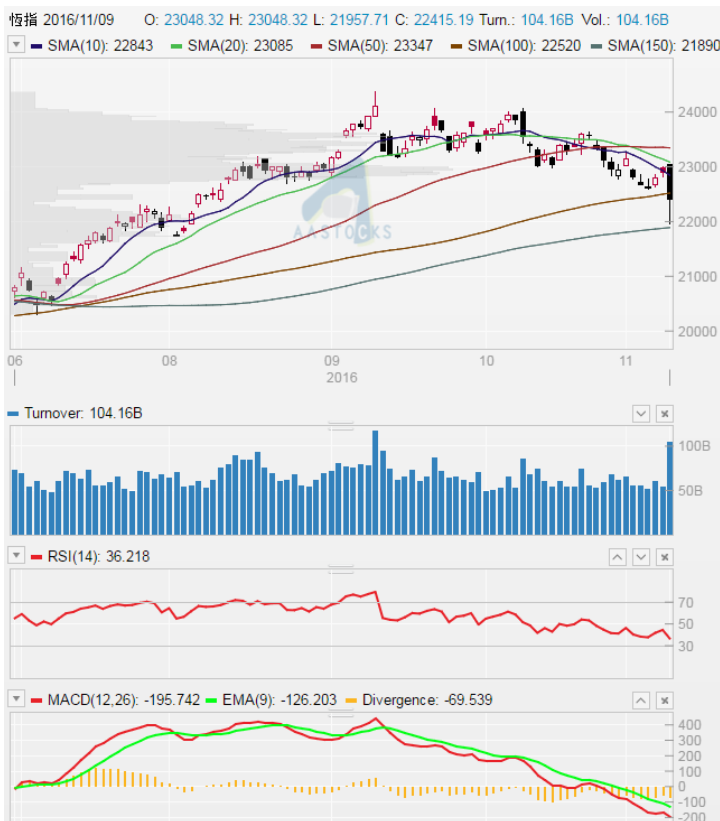 恆指 2016/11/09 O: 23048.32 H: 23048.32 L: 21957.71 C: 22415.19 Turn.: 104.16B Vol.: 104.16B
SMA(10): 22843 SMA(20): 23085 SMA(50): 23347 SMA(100): 22520 SMA(150): 21890
24000
23000
22000
21000
20000
AASTOCKS
06 08 09 10 11
2016
Turnover: 104.16B
100B
50B
RSI(14): 36.218
70
50
30
MACD(12,26): -195.742 EMA(9): -126.203 Divergence: -69.539
400
300
200
100
0
-100
-200